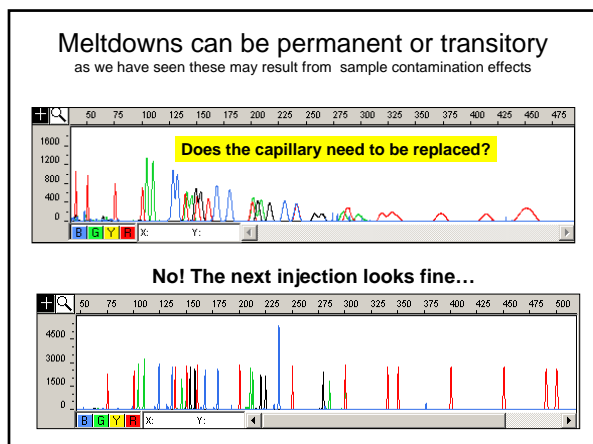 Meltdowns can be permanent or transitory
as we have seen these may result from sample contamination effects
50 75 100 125 150 175 200 225 250 275 300 325 350 375 400 425 450 475
1600
1200
800
400
0
Does the capillary need to be replaced?
B G Y R X: Y:
No! The next injection looks fine…
50 75 100 125 150 175 200 225 250 275 300 325 350 375 400 425 450 475 500
4500
3000
1500
0
B G Y R X: Y: